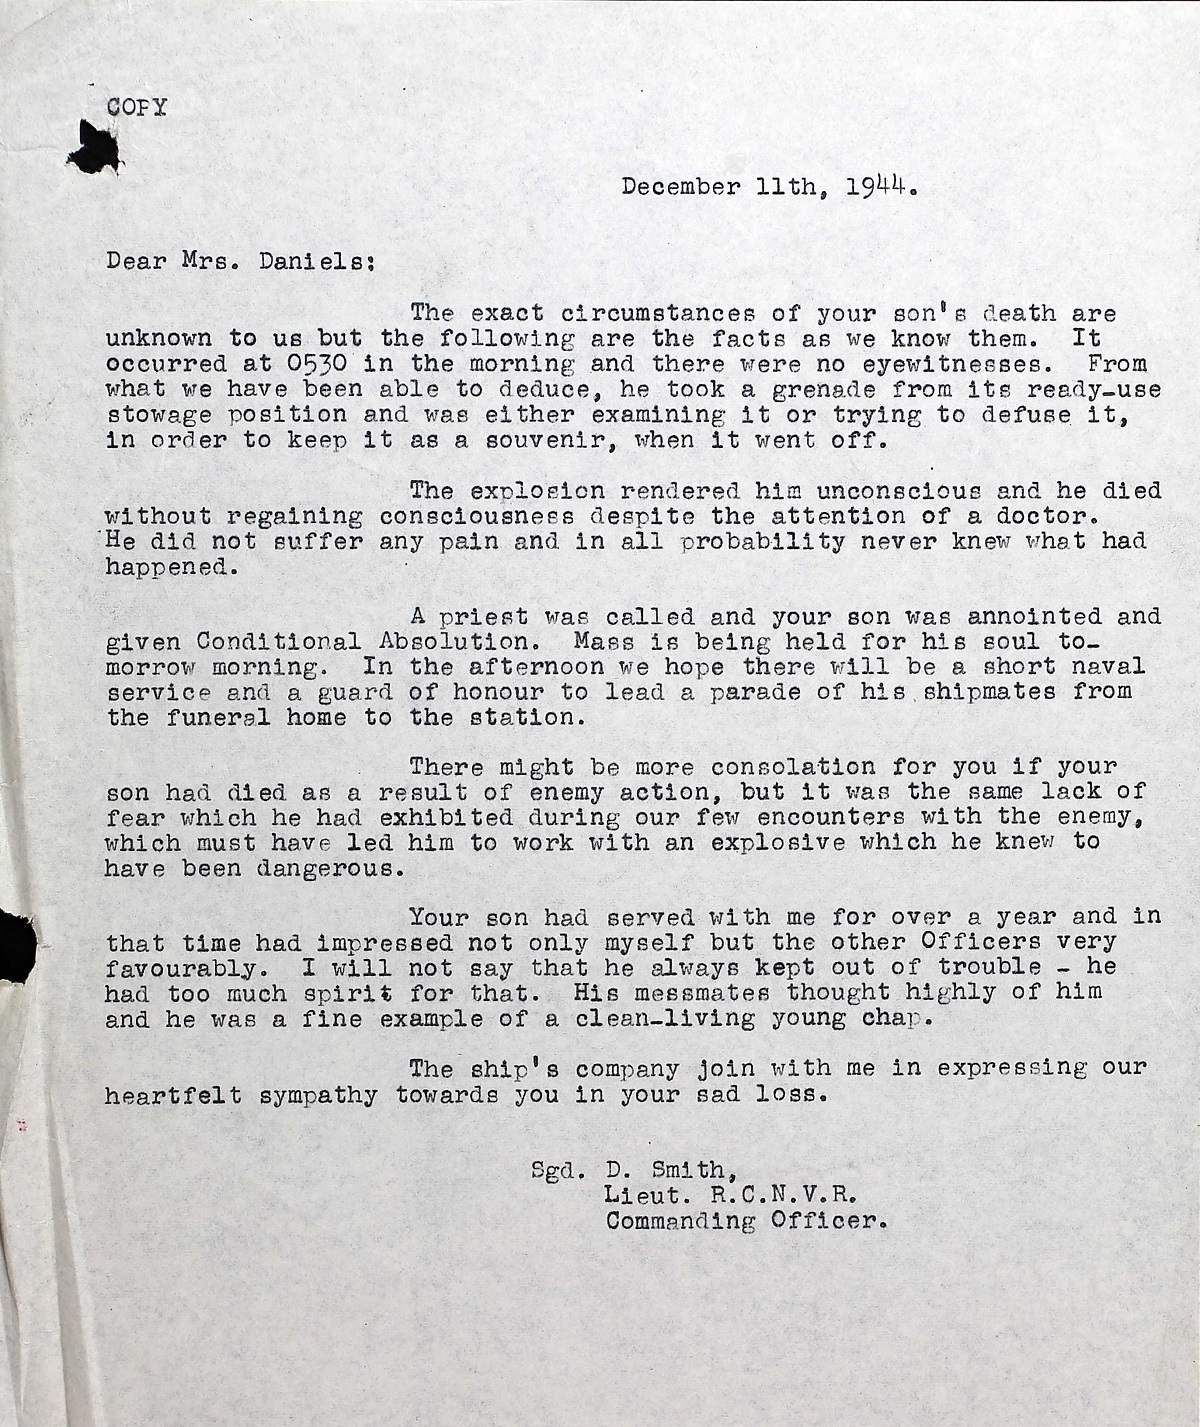 COPY
December 11th, 1944.
Dear Mrs. Daniels:
The exact circumstances of your son's death are
unknown to us but the following are the facts as we know them. It
occurred at 0530 in the morning and there were no eyewitnesses. From
what we have been able to deduce, he took a grenade from its ready-use
stowage position and was either examining it or trying to defuse it,
in order to keep it as a souvenir, when it went off.
The explosion rendered him unconscious and he died
without regaining consciousness despite the attention of a doctor.
He did not suffer any pain and in all probability never knew what had
happened.
A priest was called and your son was annointed and
given Conditional Absolution. Mass is being held for his soul to-
morrow morning. In the afternoon we hope there will be a short naval
service and a guard of honour to lead a parade of his shipmates from
the funeral home to the station.
There might be more consolation for you if your
son had died as a result of enemy action, but it was the same lack of
fear which he had exhibited during our few encounters with the enemy,
which must have led him to work with an explosive which he knew to
have been dangerous.
Your son had served with me for over a year and in
that time had impressed not only myself but the other Officers very
favourably. I will not say that he always kept out of trouble - he
had too much spirit for that. His messmates thought highly of him
and he was a fine example of a clean-living young chap.
The ship's company join with me in expressing our
heartfelt sympathy towards you in your sad loss.
Sgd. D. Smith,
Lieut. R.C.N.V.R.
Commanding Officer.